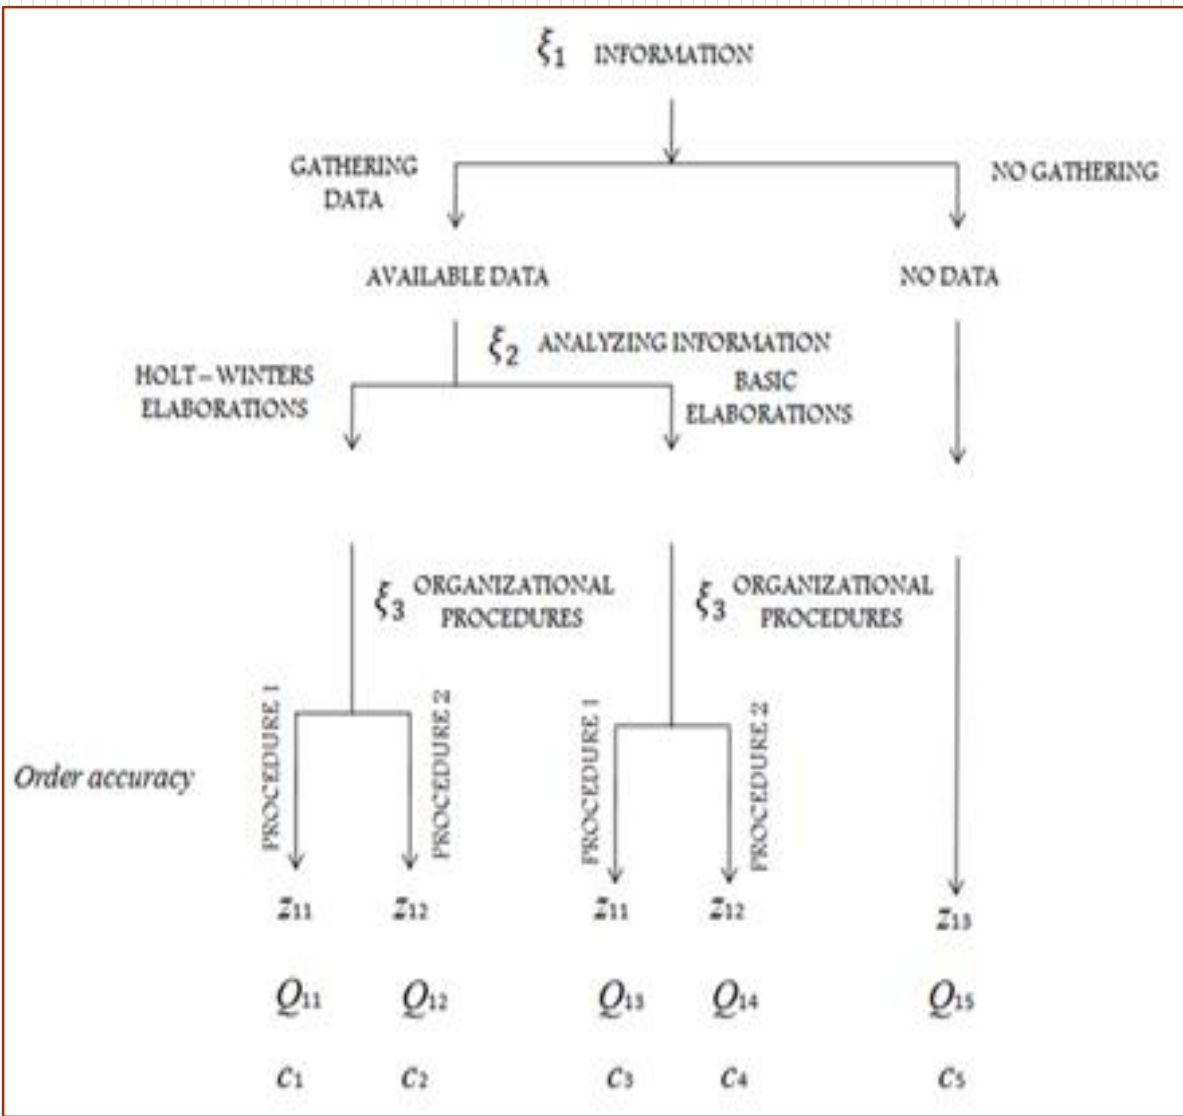 ξ1 INFORMATION
GATHERING
DATA
NO GATHERING
AVAILABLE DATA
NO DATA
ξ2 ANALYZING INFORMATION
HOLT – WINTERS
ELABORATIONS
BASIC
ELABORATIONS
ξ3 ORGANIZATIONAL
PROCEDURES
ξ3 ORGANIZATIONAL
PROCEDURES
PROCEDURE 1
PROCEDURE 2
PROCEDURE 1
PROCEDURE 2
Order accuracy
z11 z12 z11 z12 z13
Q11 Q12 Q13 Q14 Q15
c1 c2 c3 c4 c5